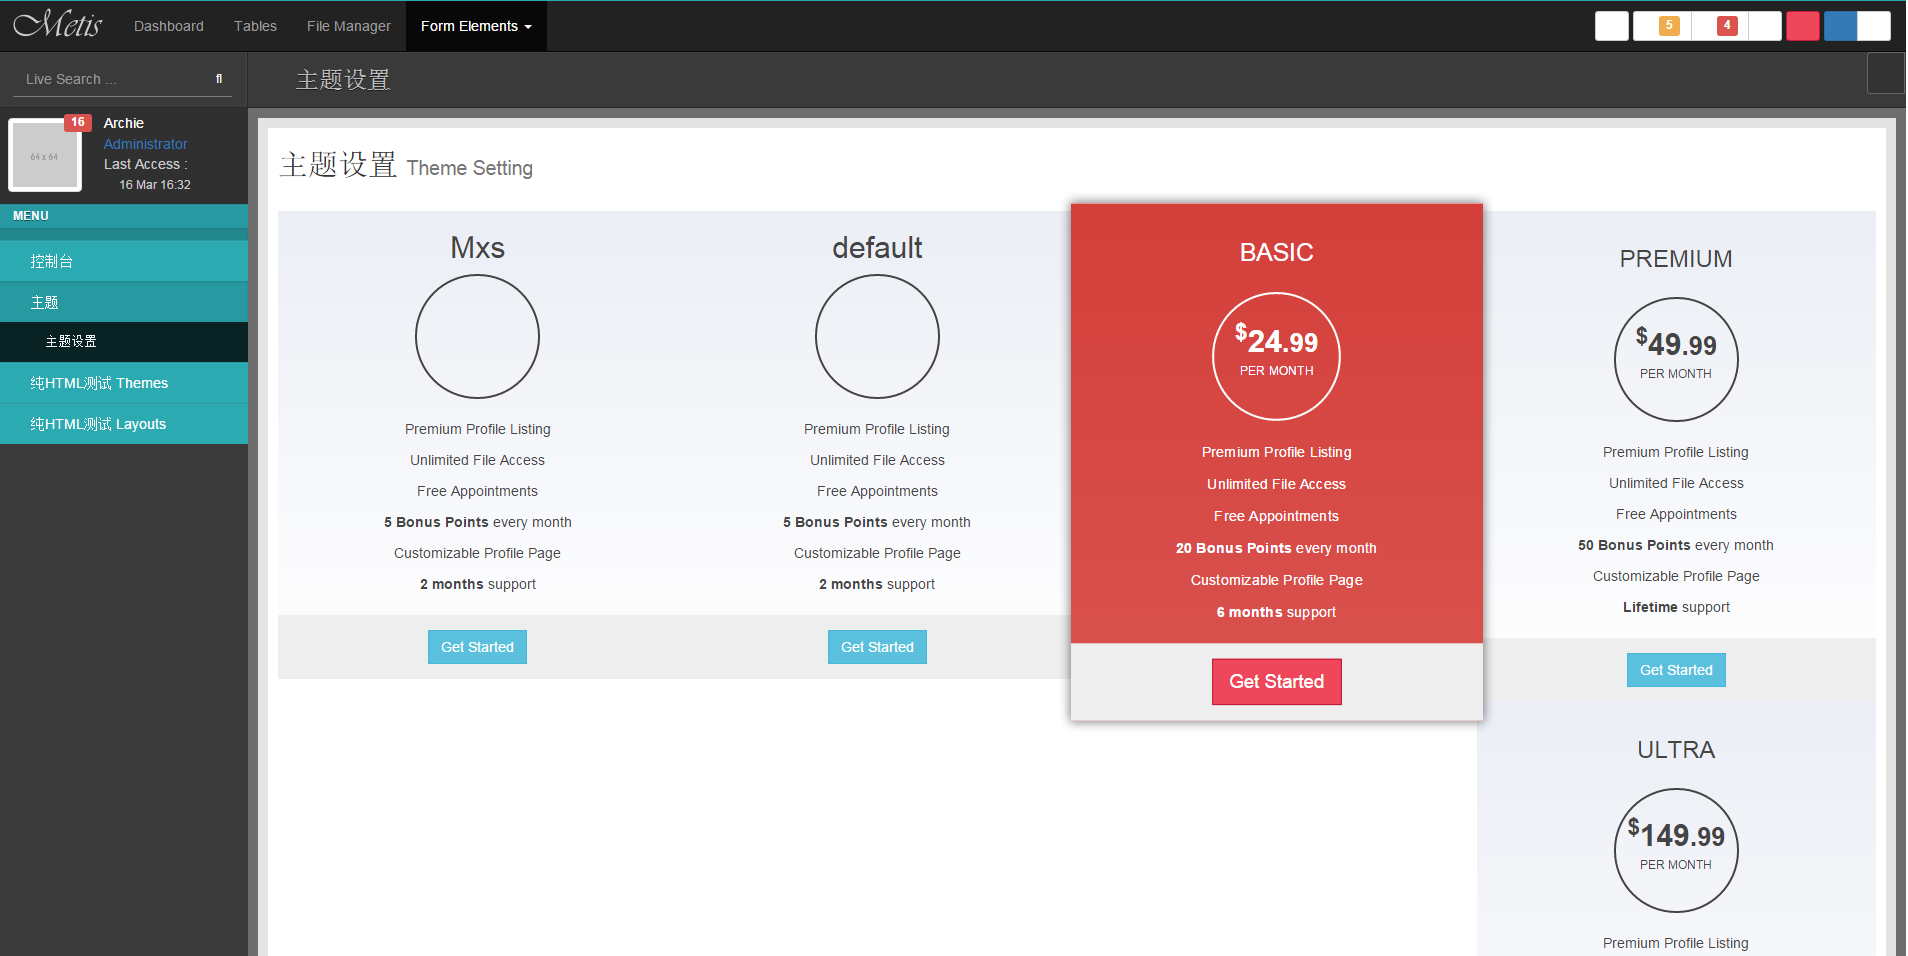 Metis
Dashboard
Tables
File Manager
Form Elements
5
4
Live Search ...
主题设置
16
64 x 64
Archie
Administrator
Last Access :
16 Mar 16:32
MENU
控制台
主题
主题设置
纯HTML测试 Themes
纯HTML测试 Layouts
主题设置 Theme Setting
Mxs
Premium Profile Listing
Unlimited File Access
Free Appointments
5 Bonus Points every month
Customizable Profile Page
2 months support
Get Started
default
Premium Profile Listing
Unlimited File Access
Free Appointments
5 Bonus Points every month
Customizable Profile Page
2 months support
Get Started
BASIC
$24.99
PER MONTH
Premium Profile Listing
Unlimited File Access
Free Appointments
20 Bonus Points every month
Customizable Profile Page
6 months support
Get Started
PREMIUM
$49.99
PER MONTH
Premium Profile Listing
Unlimited File Access
Free Appointments
50 Bonus Points every month
Customizable Profile Page
Lifetime support
Get Started
ULTRA
$149.99
PER MONTH
Premium Profile Listing